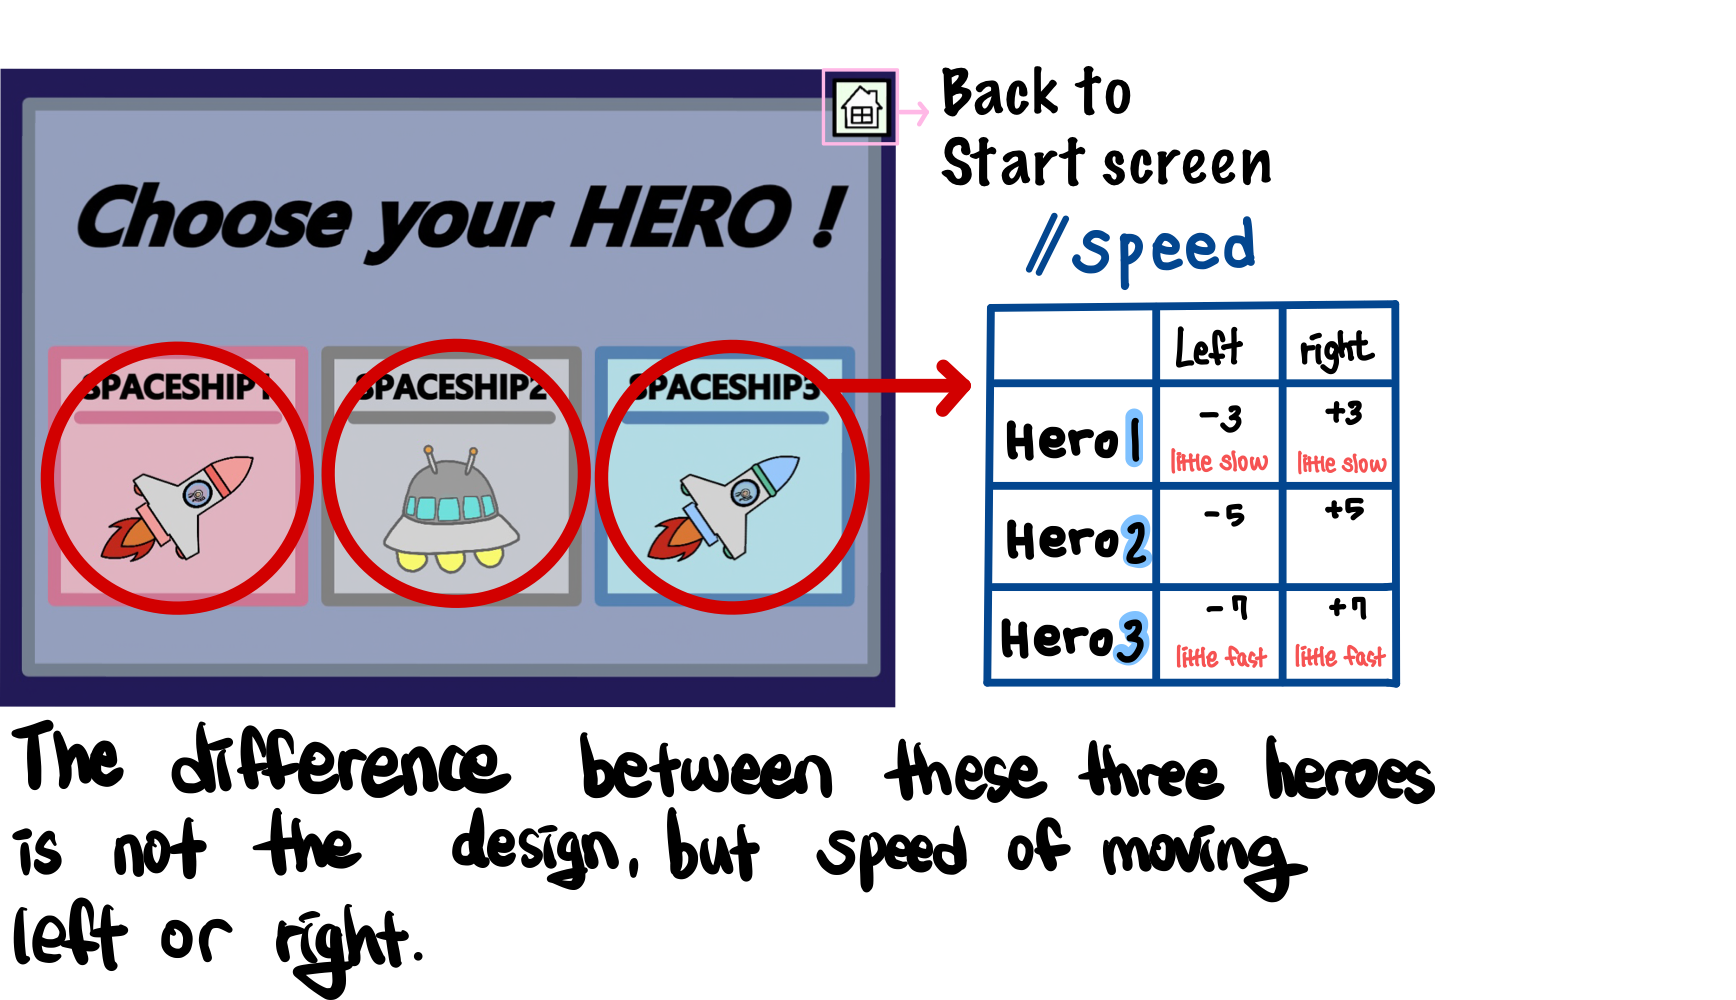 Back to
Start screen
Choose your HERO !
//speed
Left right
SPACESHIP1 SPACESHIP2 SPACESHIP3
Hero1 -3 +3
little slow little slow
Hero2 -5 +5
Hero3 -7 +7
little fast little fast
The difference between these three heroes
is not the design, but speed of moving
left or right.